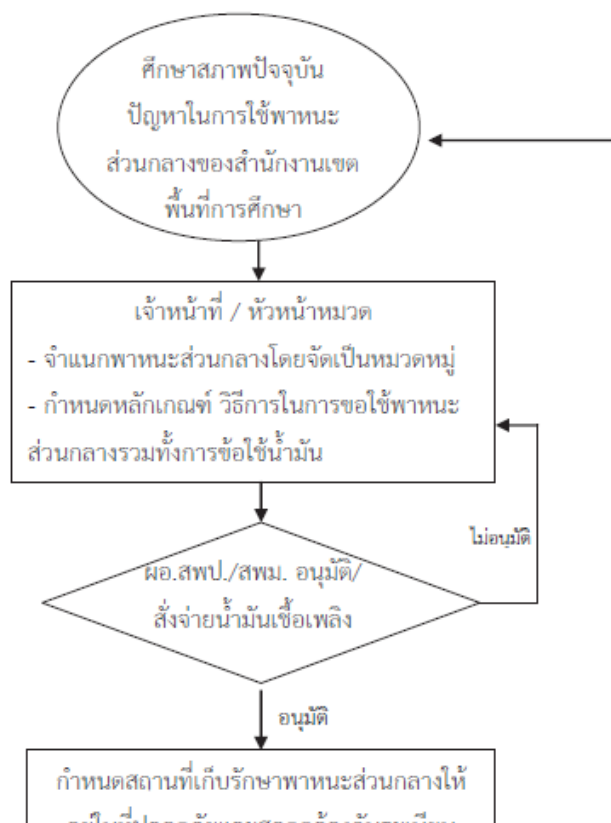 ศึกษาสภาพปัจจุบัน
ปัญหาในการใช้พาหนะ
ส่วนกลางของสำนักงานเขต
พื้นที่การศึกษา
เจ้าหน้าที่ / หัวหน้าหมวด
- จำแนกพาหนะส่วนกลางโดยจัดเป็นหมวดหมู่
- กำหนดหลักเกณฑ์ วิธีการในการขอใช้พาหนะ
ส่วนกลางรวมทั้งการข้อใช้น้ำมัน
ไม่อนุมัติ
ผอ.สพป./สพม. อนุมัติ/
สั่งจ่ายน้ำมันเชื้อเพลิง
อนุมัติ
กำหนดสถานที่เก็บรักษาพาหนะส่วนกลางให้